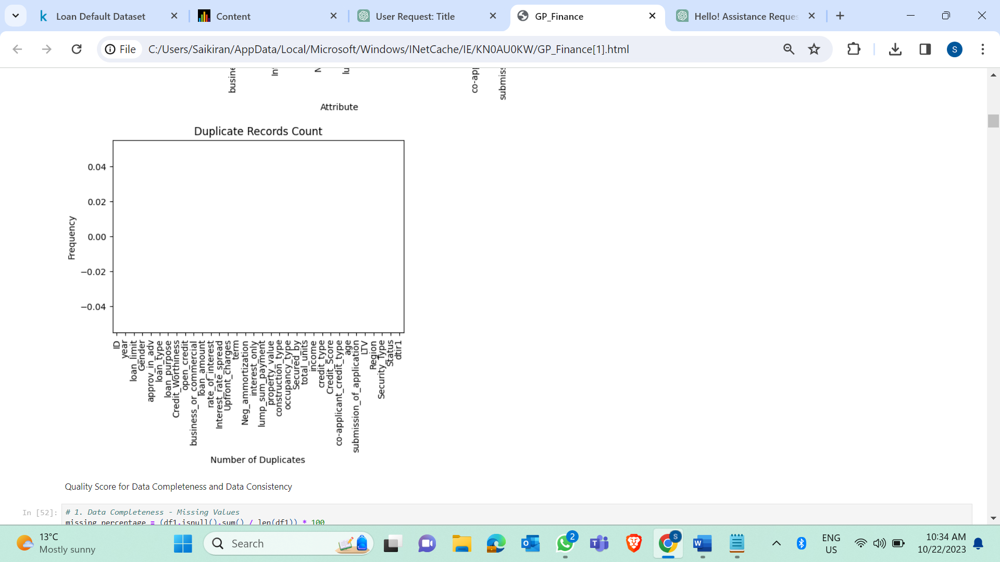 Loan Default Dataset
Content
User Request: Title
GP_Finance
Hello! Assistance Reques
File
C:/Users/Saikiran/AppData/Local/Microsoft/Windows/INetCache/IE/KN0AU0KW/GP_Finance[1].html
S
busine
Int
N
lu
co-appl
submiss
Attribute
Duplicate Records Count
0.04
0.02
0.00
−0.02
−0.04
Frequency
ID
year
loan_limit
Gender
approv_in_adv
loan_type
loan_purpose
Credit_Worthiness
open_credit
business_or_commercial
loan_amount
rate_of_interest
Interest_rate_spread
Upfront_charges
term
Neg_ammortization
interest_only
lump_sum_payment
property_value
construction_type
occupancy_type
Secured_by
total_units
income
credit_type
Credit_Score
co-applicant_credit_type
age
submission_of_application
LTV
Region
Security_Type
Status
dtir1
Number of Duplicates
Quality Score for Data Completeness and Data Consistency
In [52]:
# 1. Data Completeness - Missing Values
missing_percentage = (df1.isnull().sum() / len(df1)) * 100
13°C
Mostly sunny
Search
2
S
ENG
US
10:34 AM
10/22/2023